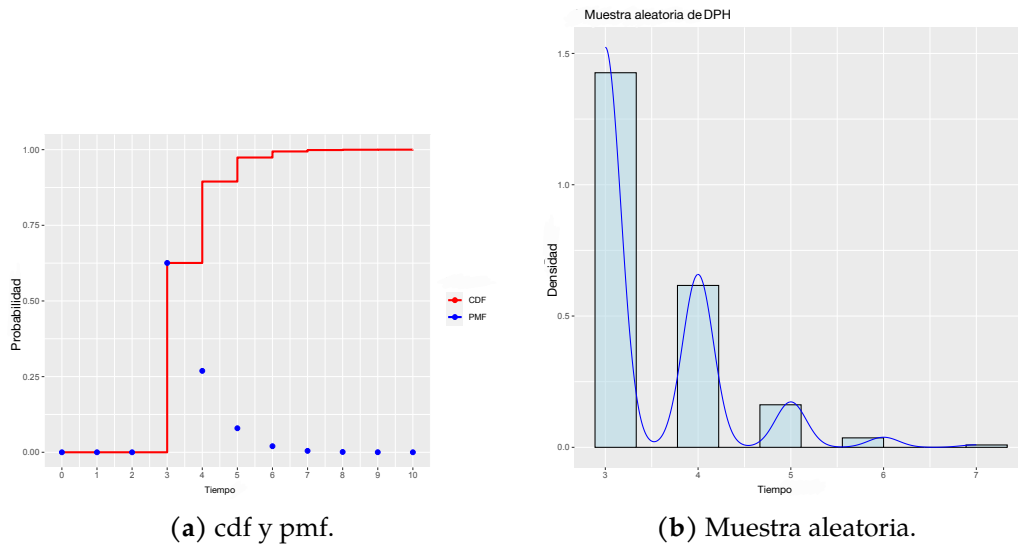 Probabilidad
1.00
0.75
0.50
0.25
0.00
0 1 2 3 4 5 6 7 8 9 10
Tiempo
CDF
PMF
(a) cdf y pmf.
Muestra aleatoria de DPH
Densidad
1.5
1.0
0.5
0.0
3 4 5 6 7
Tiempo
(b) Muestra aleatoria.